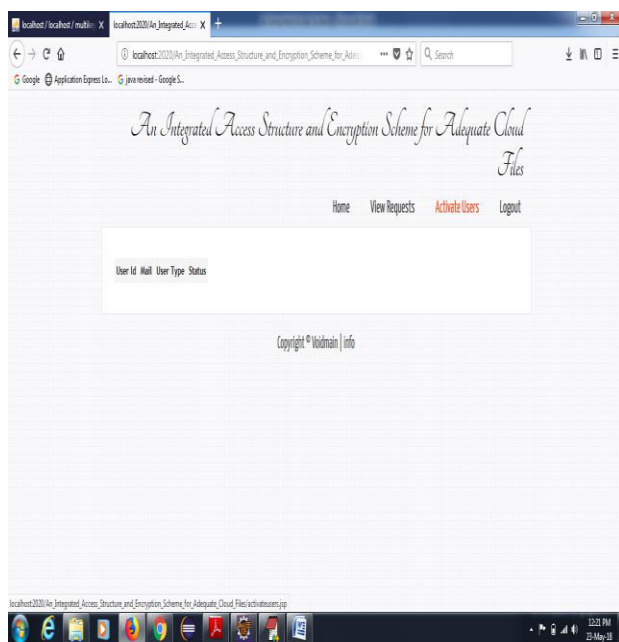 localhost / localhost / multike
localhost:2020/An_Integrated_Acce
localhost:2020/An_Integrated_Access_Structure_and_Encryption_Scheme_for_Adeq
Search
Google Application Express Lo... java revised - Google S...
An Integrated Access Structure and Encryption Scheme for Adequate Cloud
Files
Home View Requests Activate Users Logout
User Id Mail User Type Status
Copyright © Voidmain | info
localhost:2020/An_Integrated_Access_Structure_and_Encryption_Scheme_for_Adequate_Cloud_Files/activateusers.jsp
12:21 PM
23-May-18